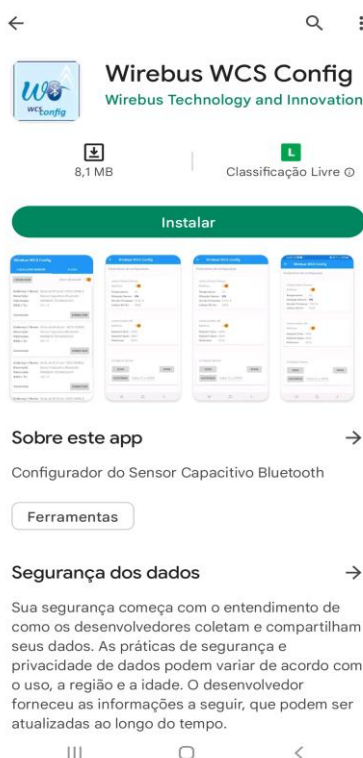 Wirebus WCS Config
Wirebus Technology and Innovation
WCS
Config
8,1 MB
L
Classificação Livre
Instalar
Sobre este app
Configurador do Sensor Capacitivo Bluetooth
Ferramentas
Segurança dos dados
Sua segurança começa com o entendimento de
como os desenvolvedores coletam e compartilham
seus dados. As práticas de segurança e
privacidade de dados podem variar de acordo com
o uso, a região e a idade. O desenvolvedor
forneceu as informações a seguir, que podem ser
atualizadas ao longo do tempo.